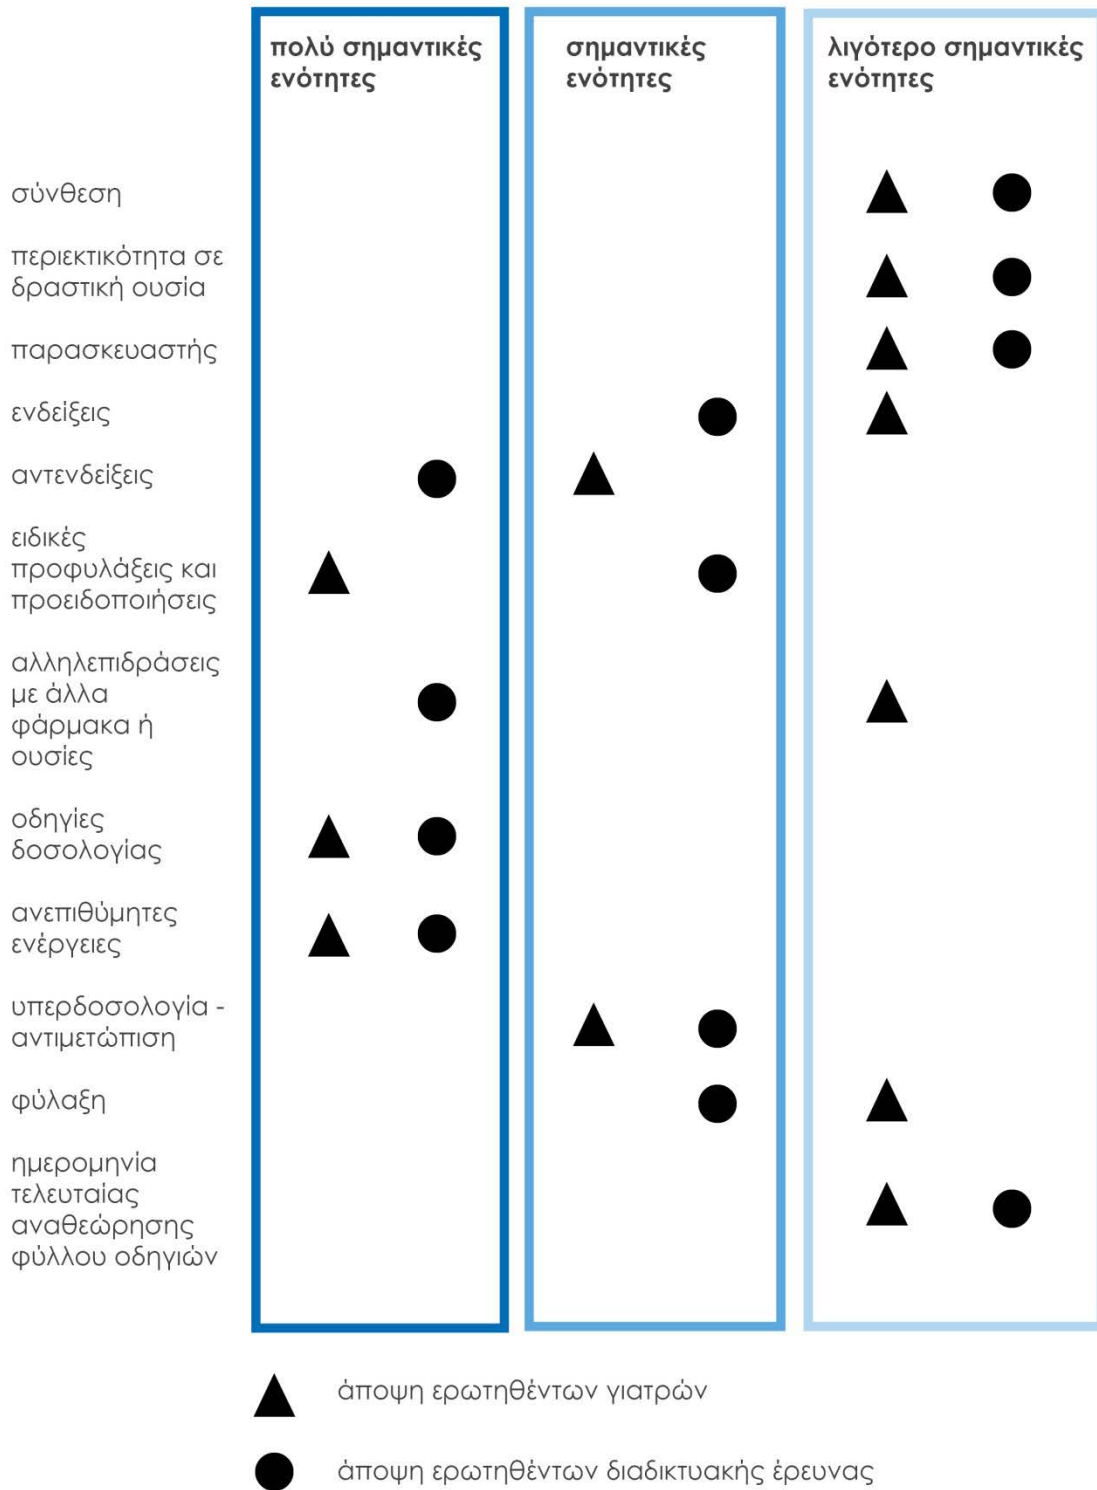 πολύ σημαντικές
ενότητες
σημαντικές
ενότητες
λιγότερο σημαντικές
ενότητες
σύνθεση
περιεκτικότητα σε
δραστική ουσία
παρασκευαστής
ενδείξεις
αντενδείξεις
ειδικές
προφυλάξεις και
προειδοποιήσεις
αλληλεπιδράσεις
με άλλα
φάρμακα ή
ουσίες
οδηγίες
δοσολογίας
ανεπιθύμητες
ενέργειες
υπερδοσολογία -
αντιμετώπιση
φύλαξη
ημερομηνία
τελευταίας
αναθεώρησης
φύλλου οδηγιών
άποψη ερωτηθέντων γιατρών
άποψη ερωτηθέντων διαδικτυακής έρευνας